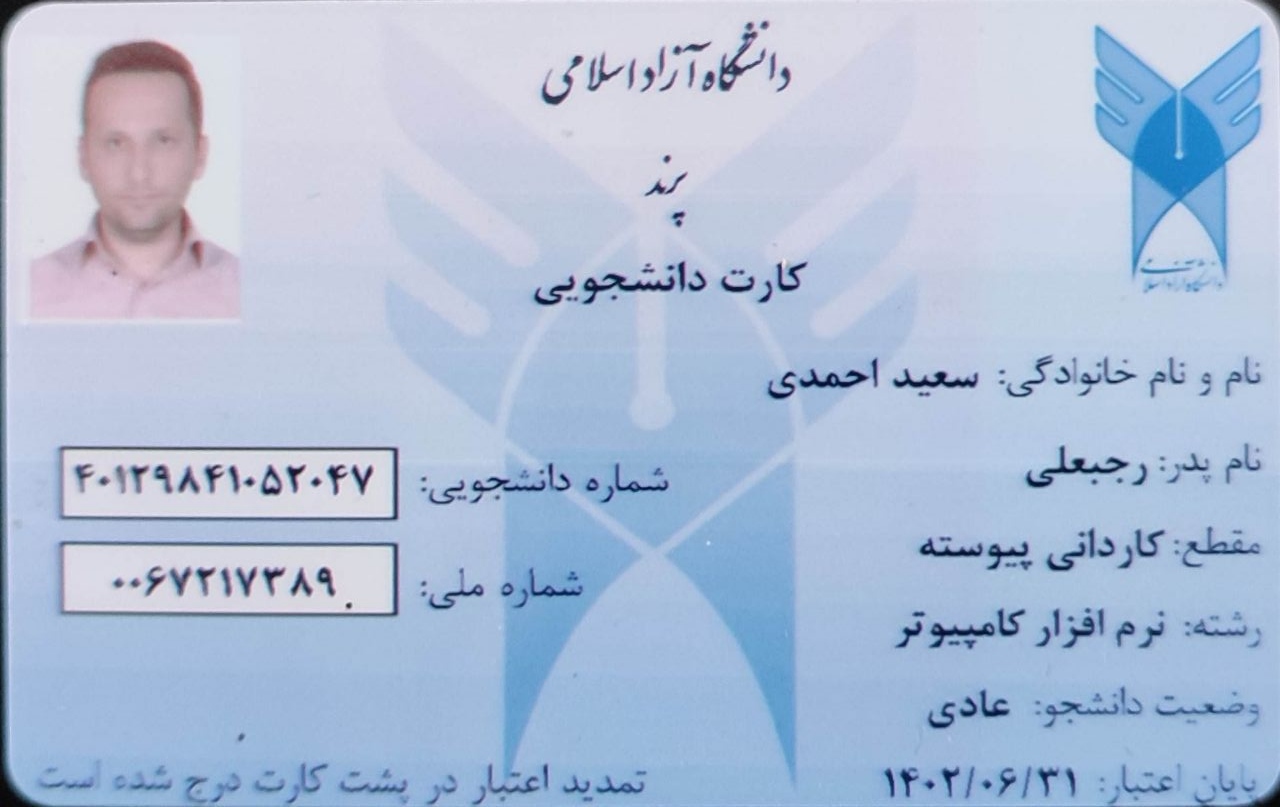 دانشگاه آزاد اسلامی
پرند
کارت دانشجویی
دانشگاه آزاد اسلامی
نام و نام خانوادگی: سعید احمدی
نام پدر: رجبعلی
شماره دانشجویی: ۴۰۱۲۹۸۴۱۰۵۲۰۴۷
مقطع: کاردانی پیوسته
شماره ملی: ۰۰۶۷۲۱۷۳۸۹
رشته: نرم افزار کامپیوتر
وضعیت دانشجو: عادی
پایان اعتبار: ۱۴۰۲/۰۶/۳۱
تمدید اعتبار در پشت کارت درج شده است